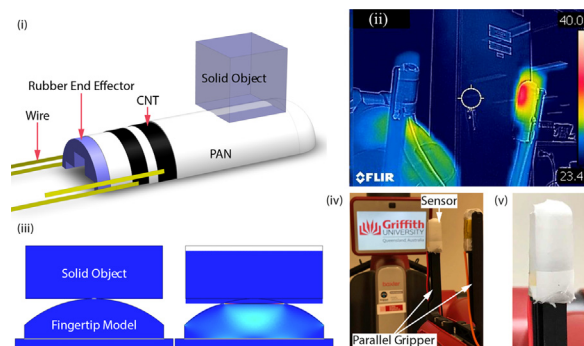 (i)
Solid Object
Rubber End Effector
CNT
Wire
PAN
(ii)
40.0
FLIR
23.4
(iii)
Solid Object
Fingertip Model
(iv)
Sensor
Griffith
UNIVERSITY
Queensland, Australia
Parallel Gripper
(v)